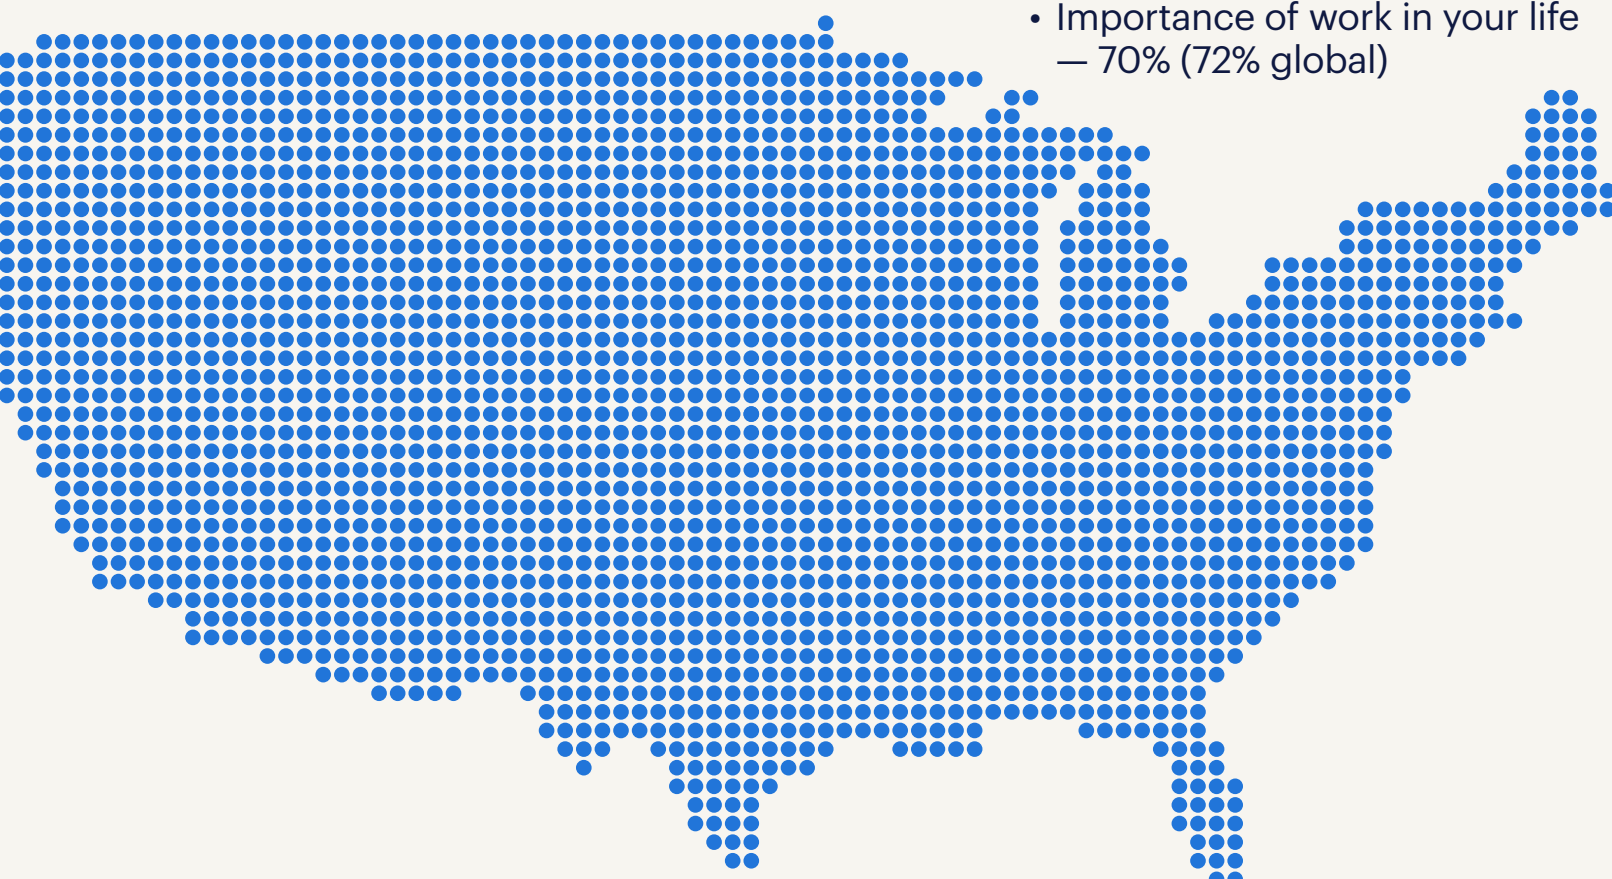 • Importance of work in your life
— 70% (72% global)